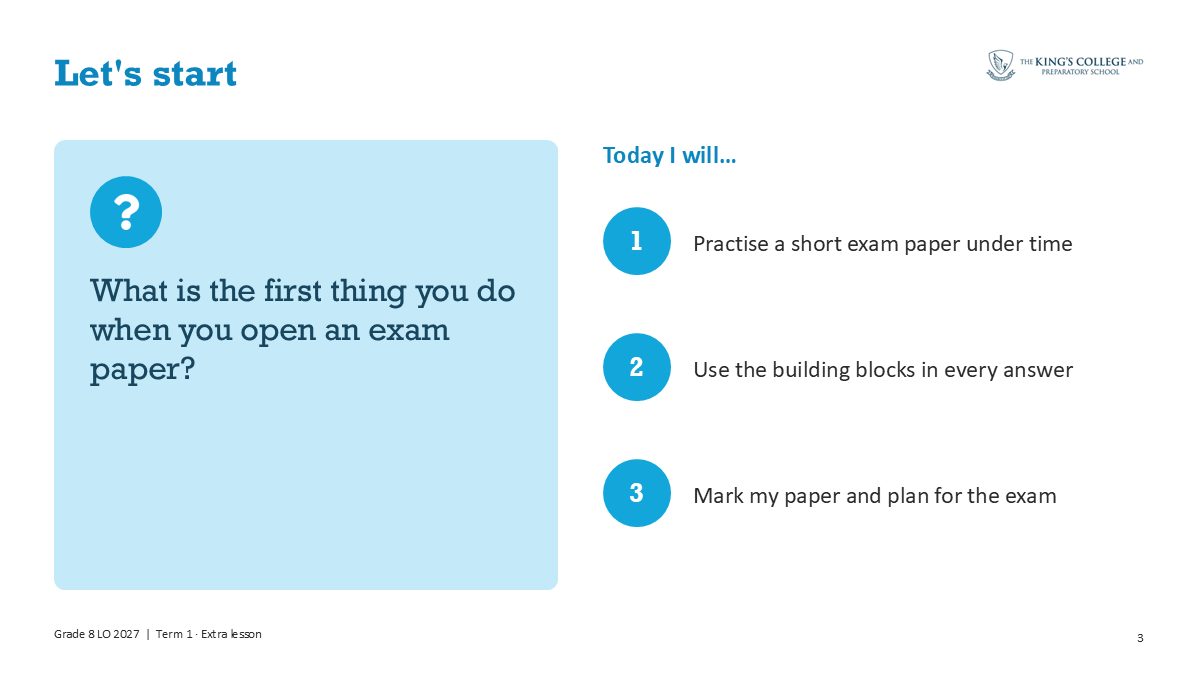 Let's start
THE KING'S COLLEGE AND
PREPARATORY SCHOOL
?
What is the first thing you do
when you open an exam
paper?
Today I will...
1
Practise a short exam paper under time
2
Use the building blocks in every answer
3
Mark my paper and plan for the exam
Grade 8 LO 2027 | Term 1 · Extra lesson
3